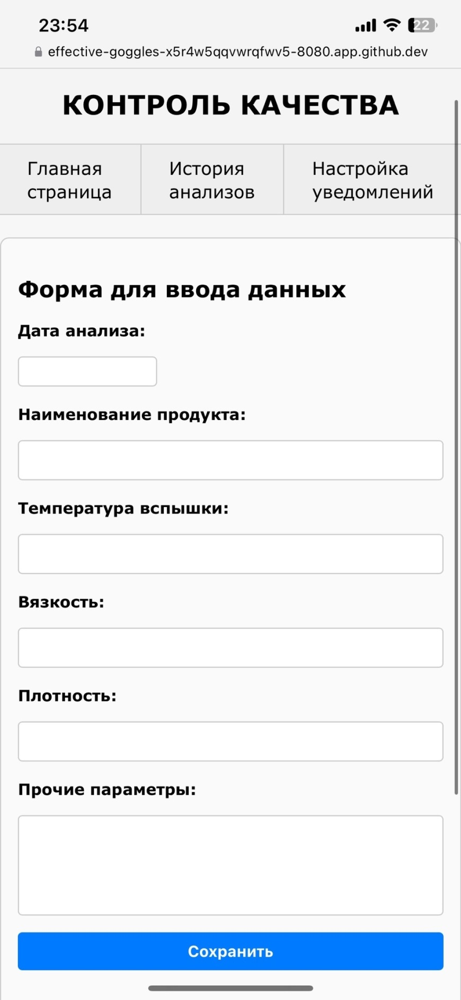 23:54
22
effective-goggles-x5r4w5qqvwrqfwv5-8080.app.github.dev
КОНТРОЛЬ КАЧЕСТВА
Главная
страница
История
анализов
Настройка
уведомлений
Форма для ввода данных
Дата анализа:
Наименование продукта:
Температура вспышки:
Вязкость:
Плотность:
Прочие параметры:
Сохранить